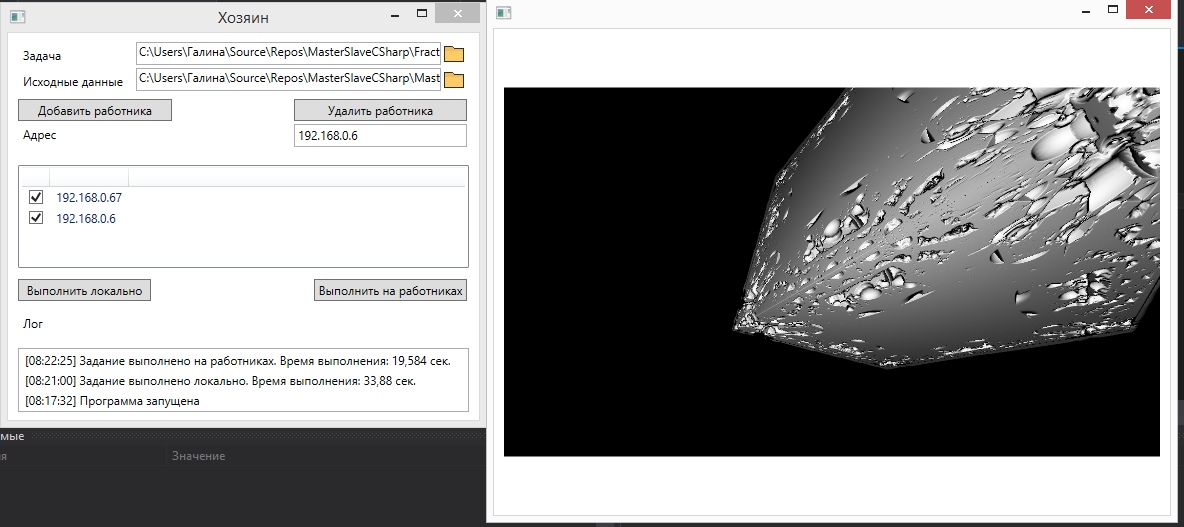 Хозяин
Задача
C:\Users\Галина\Source\Repos\MasterSlaveCSharp\Fract
Исходные данные
C:\Users\Галина\Source\Repos\MasterSlaveCSharp\Mast
Добавить работника
Удалить работника
Адрес
192.168.0.6
192.168.0.67
192.168.0.6
Выполнить локально
Выполнить на работниках
Лог
[08:22:25] Задание выполнено на работниках. Время выполнения: 19,584 сек.
[08:21:00] Задание выполнено локально. Время выполнения: 33,88 сек.
[08:17:32] Программа запущена
мые
я
Значение